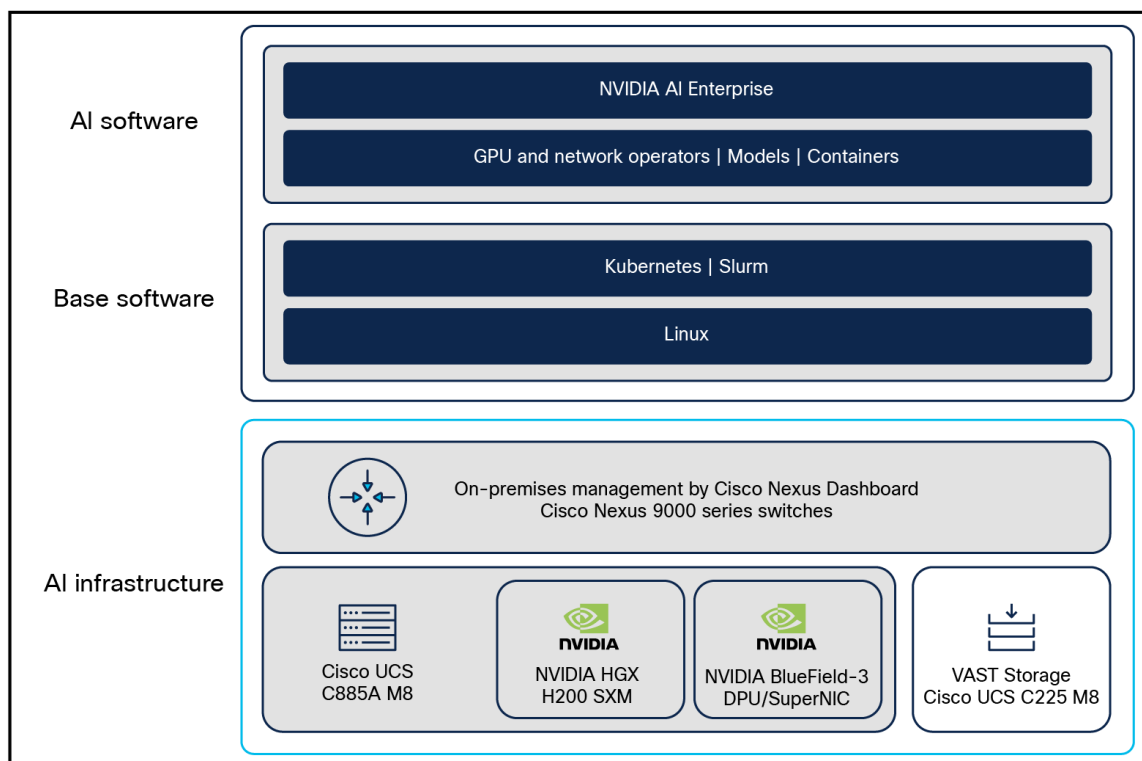 AI software
NVIDIA AI Enterprise
GPU and network operators | Models | Containers
Base software
Kubernetes | Slurm
Linux
AI infrastructure
On-premises management by Cisco Nexus Dashboard
Cisco Nexus 9000 series switches
Cisco UCS
C885A M8
NVIDIA
NVIDIA HGX
H200 SXM
NVIDIA
NVIDIA BlueField-3
DPU/SuperNIC
VAST Storage
Cisco UCS C225 M8